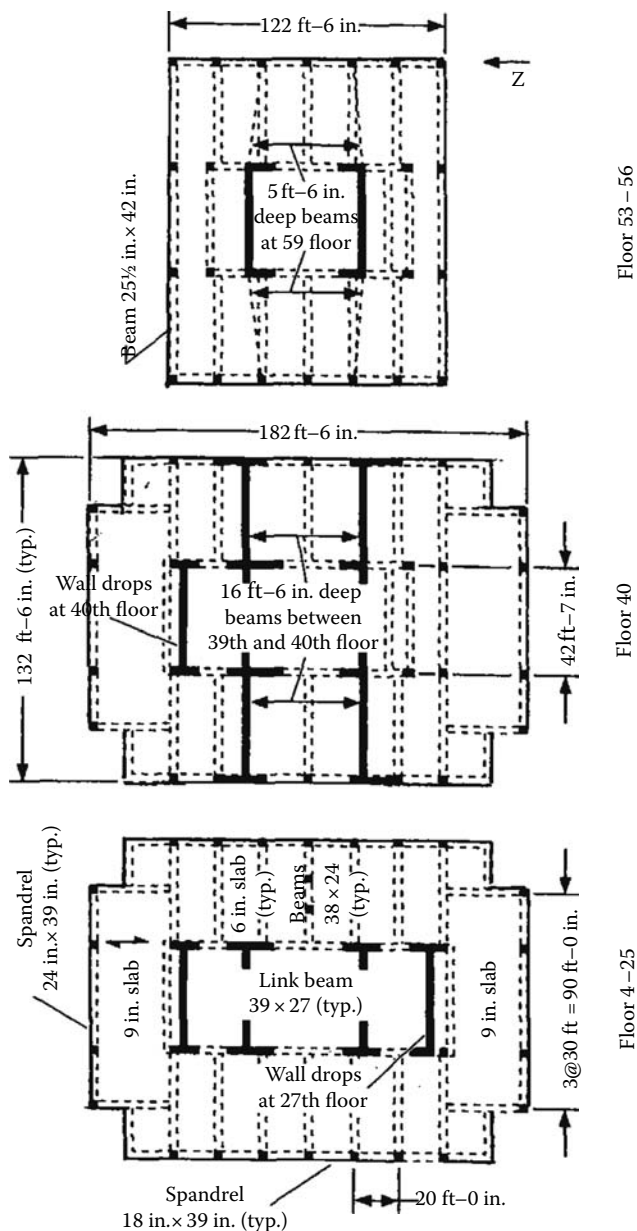 122 ft–6 in.
Z
5 ft–6 in.
deep beams
at 59 floor
Beam 25½ in.× 42 in.
Floor 53–56
182 ft–6 in.
132 ft–6 in. (typ.)
Wall drops
at 40th floor
16 ft–6 in. deep
beams between
39th and 40th floor
42 ft–7 in.
Floor 40
Spandrel
24 in.× 39 in. (typ.)
6 in. slab
(typ.)
Beams
38 × 24
(typ.)
9 in. slab
Link beam
39 × 27 (typ.)
9 in. slab
3@30 ft = 90 ft–0 in.
Floor 4–25
Wall drops
at 27th floor
20 ft–0 in.
Spandrel
18 in.× 39 in. (typ.)